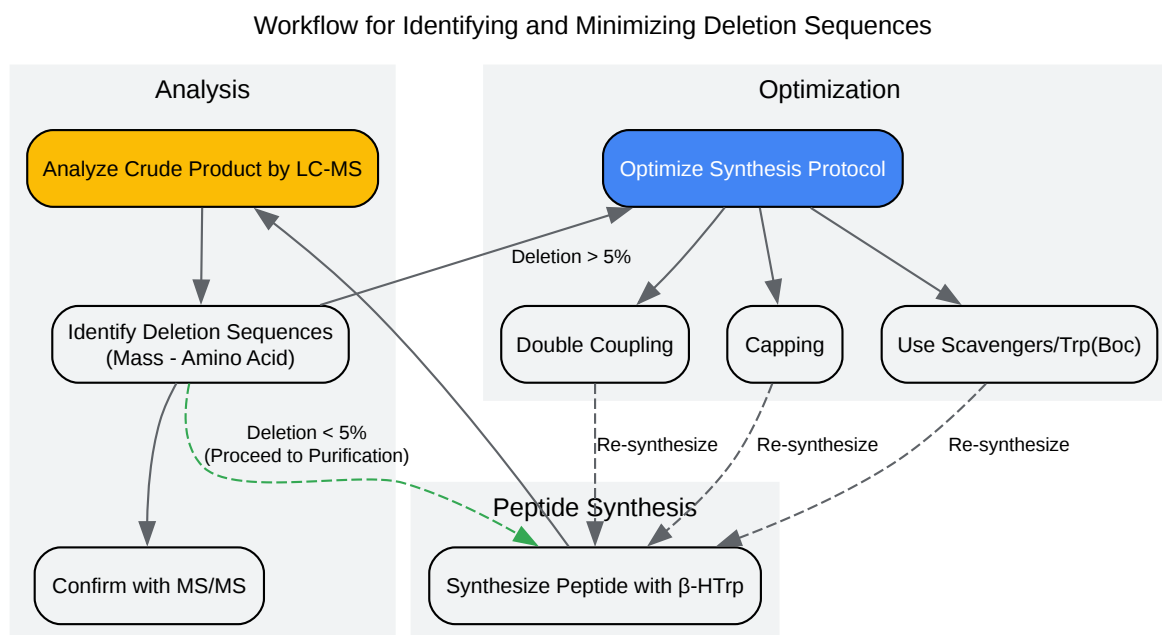 Workflow for Identifying and Minimizing Deletion Sequences
Analysis
Optimization
Analyze Crude Product by LC-MS
Optimize Synthesis Protocol
Deletion > 5%
Identify Deletion Sequences
(Mass - Amino Acid)
Double Coupling
Capping
Use Scavengers/Trp(Boc)
Deletion < 5%
(Proceed to Purification)
Re-synthesize
Re-synthesize
Re-synthesize
Peptide Synthesis
Confirm with MS/MS
Synthesize Peptide with β-HTrp